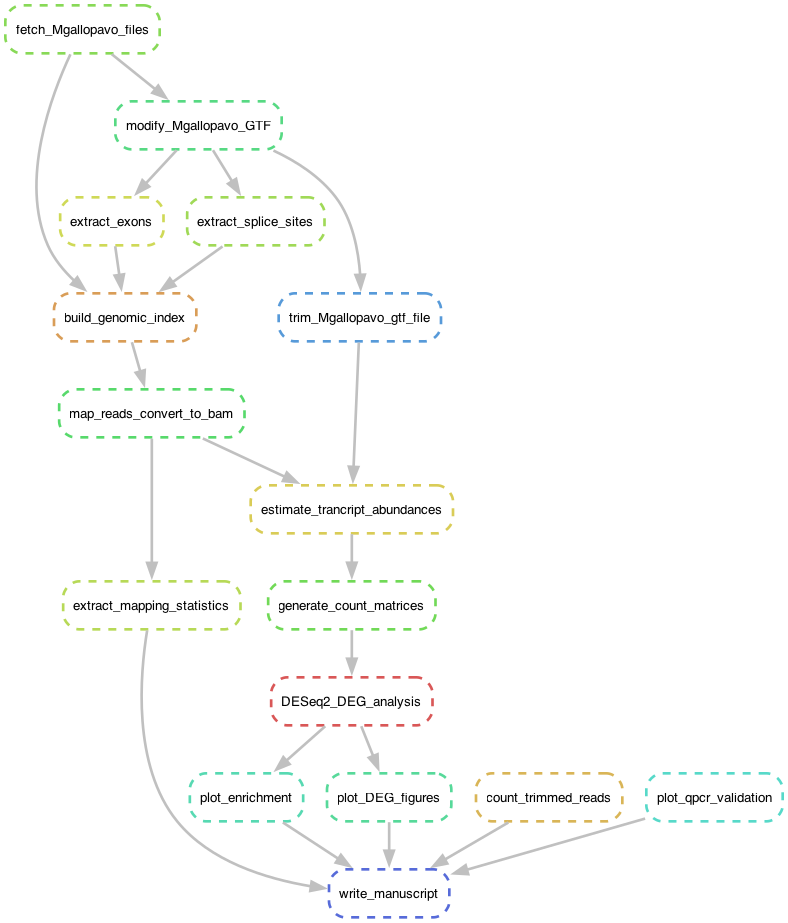 fetch_Mgallopavo_files
modify_Mgallopavo_GTF
extract_exons
extract_splice_sites
build_genomic_index
trim_Mgallopavo_gtf_file
map_reads_convert_to_bam
estimate_trancript_abundances
extract_mapping_statistics
generate_count_matrices
DESeq2_DEG_analysis
plot_enrichment
plot_DEG_figures
count_trimmed_reads
plot_qpcr_validation
write_manuscript